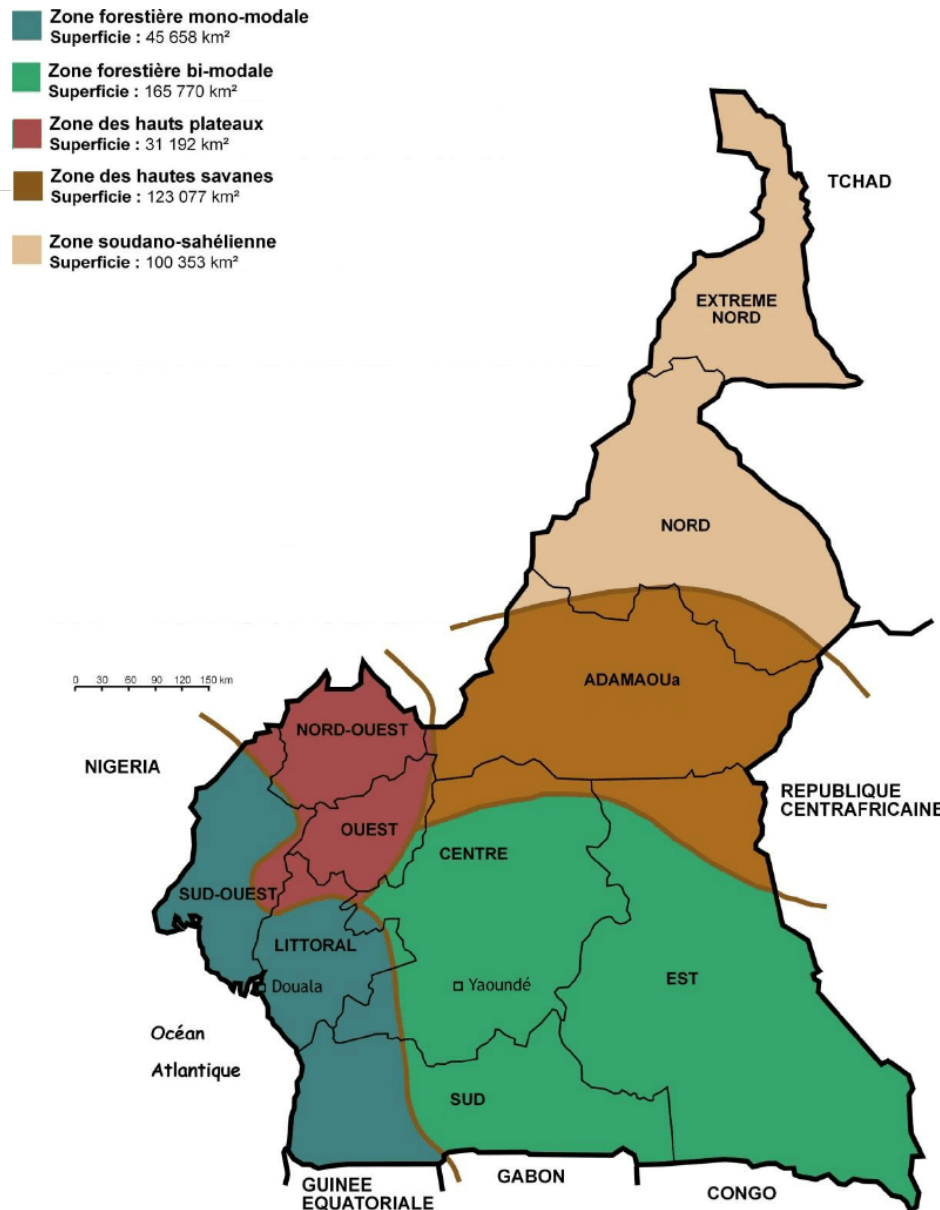 Zone forestière mono-modale
Superficie : 45 658 km²
Zone forestière bi-modale
Superficie : 165 770 km²
Zone des hauts plateaux
Superficie : 31 192 km²
Zone des hautes savanes
Superficie : 123 077 km²
Zone soudano-sahélienne
Superficie : 100 353 km²
TCHAD
EXTREME
NORD
NORD
ADAMAOUa
0 30 60 90 120 150 km
NORD-OUEST
NIGERIA
REPUBLIQUE
CENTRAFRICAINE
OUEST
CENTRE
SUD-OUEST
LITTORAL
EST
Douala
Yaoundé
Océan
Atlantique
SUD
GUINEE
EQUATORIALE
GABON
CONGO